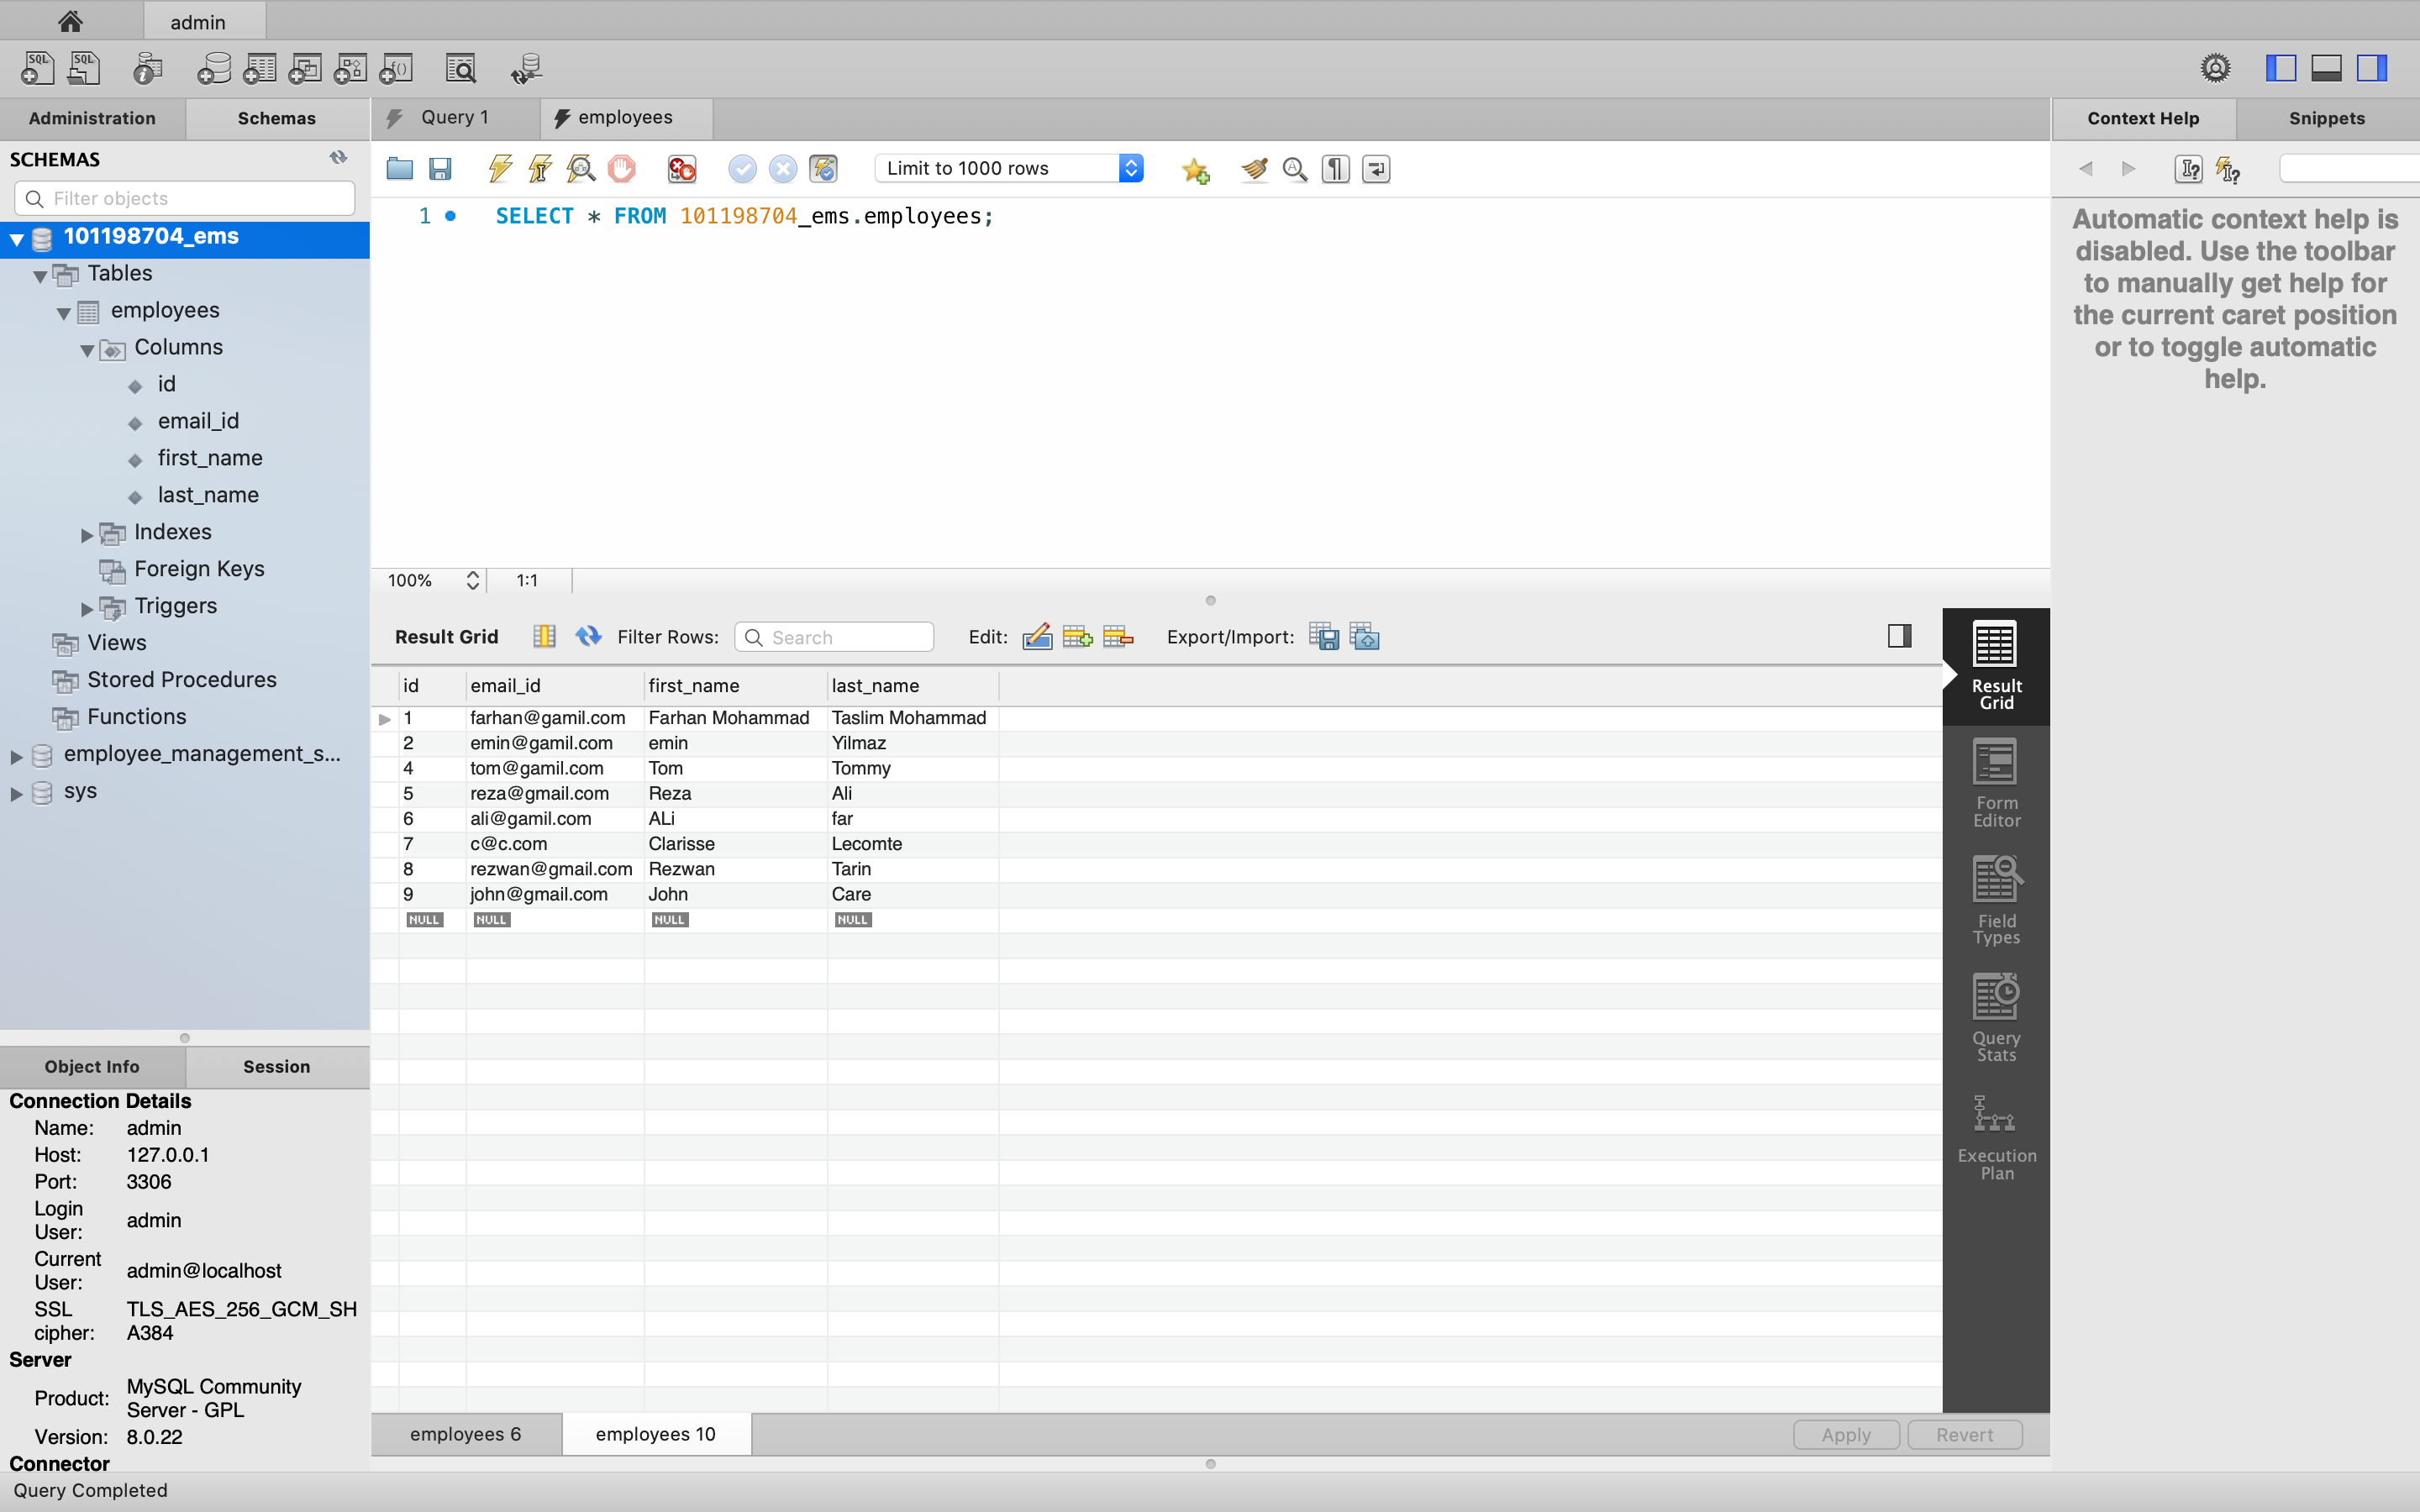 admin
Administration Schemas
SCHEMAS
Filter objects
101198704_ems
Tables
employees
Columns
id
email_id
first_name
last_name
Indexes
Foreign Keys
Triggers
Views
Stored Procedures
Functions
employee_management_s...
sys
Object Info Session
Connection Details
Name: admin
Host: 127.0.0.1
Port: 3306
Login User: admin
Current User: admin@localhost
SSL cipher: TLS_AES_256_GCM_SHA384
Server
Product: MySQL Community Server - GPL
Version: 8.0.22
Connector
Query Completed
Query 1 employees
Limit to 1000 rows
1 SELECT * FROM 101198704_ems.employees;
100% 1:1
Result Grid Filter Rows: Search Edit: Export/Import:
id email_id first_name last_name
1 farhan@gamil.com Farhan Mohammad Taslim Mohammad
2 emin@gamil.com emin Yilmaz
4 tom@gamil.com Tom Tommy
5 reza@gmail.com Reza Ali
6 ali@gamil.com ALi far
7 c@c.com Clarisse Lecomte
8 rezwan@gmail.com Rezwan Tarin
9 john@gmail.com John Care
NULL NULL NULL NULL
employees 6 employees 10
Apply Revert
Result
Grid
Form
Editor
Field
Types
Query
Stats
Execution
Plan
Context Help Snippets
Automatic context help is
disabled. Use the toolbar
to manually get help for
the current caret position
or to toggle automatic
help.